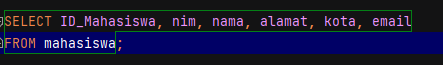 SELECT ID_Mahasiswa, nim, nama, alamat, kota, email
FROM mahasiswa;